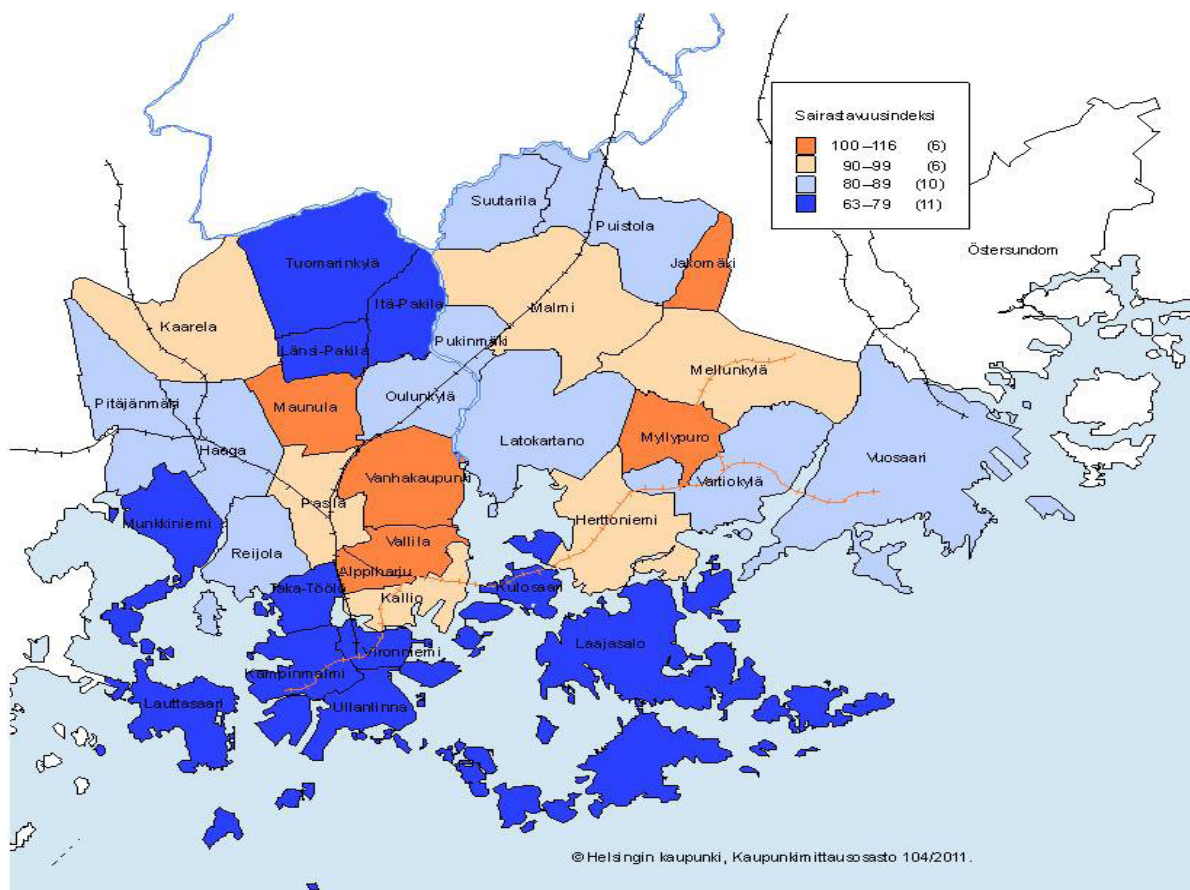 Sairastavuusindeksi
100–116 (6)
90–99 (6)
80–89 (10)
63–79 (11)
Suutarila
Puistola
Östersundom
Tuomarinkylä
Jakomäki
Itä-Pakila
Malmi
Kaarela
Pukinmäki
Länsi-Pakila
Mellunkylä
Pitäjänmäki
Maunula
Oulunkylä
Haaga
Latokartano
Myllypuro
Vuosaari
Vanhakaupunki
Vartiokylä
Pasila
Munkkiniemi
Herttoniemi
Vallila
Reijola
Alppiharju
Taka-Töölö
Kulosaari
Kallio
Laajasalo
Vironniemi
Kampinmalmi
Lauttasaari
Ullanlinna
© Helsingin kaupunki, Kaupunkimittausosasto 104/2011.